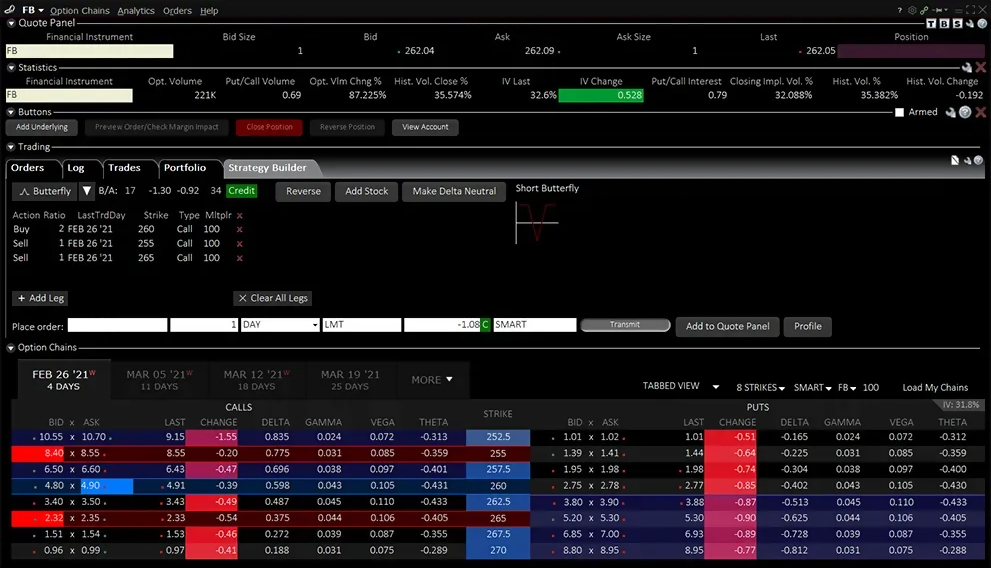 FB Option Chains Analytics Orders Help ?
Quote Panel T B S
Financial Instrument Bid Size Bid Ask Ask Size Last Position
FB 1 262.04 262.09 1 262.05
Statistics
Financial Instrument Opt. Volume Put/Call Volume Opt. Vlm Chng % Hist. Vol. Close % IV Last IV Change Put/Call Interest Closing Impl. Vol. % Hist. Vol. % Hist. Vol. Change
FB 221K 0.69 87.225% 35.574% 32.6% 0.528 0.79 32.088% 35.382% -0.192
Buttons Armed ?
Add Underlying Preview Order/Check Margin Impact Close Position Reverse Position View Account
Trading
Orders Log Trades Portfolio Strategy Builder
Butterfly B/A: 17 -1.30 -0.92 34 Credit Reverse Add Stock Make Delta Neutral Short Butterfly
Action Ratio LastTrdDay Strike Type Mltplr x
Buy 2 FEB 26 '21 260 Call 100 x
Sell 1 FEB 26 '21 255 Call 100 x
Sell 1 FEB 26 '21 265 Call 100 x
+ Add Leg X Clear All Legs
Place order: 1 DAY LMT -1.08 C SMART Transmit Add to Quote Panel Profile
Option Chains
FEB 26 '21 W MAR 05 '21 W MAR 12 '21 W MAR 19 '21 MORE
4 DAYS 11 DAYS 18 DAYS 25 DAYS
TABBED VIEW 8 STRIKES SMART FB 100 Load My Chains
IV: 31.8%
CALLS STRIKE PUTS
BID x ASK LAST CHANGE DELTA GAMMA VEGA THETA BID x ASK LAST CHANGE DELTA GAMMA VEGA THETA
10.55 x 10.70 9.15 -1.55 0.835 0.024 0.072 -0.313 252.5 1.01 x 1.02 1.01 -0.51 -0.165 0.024 0.072 -0.312
8.40 x 8.55 8.55 -0.20 0.775 0.031 0.085 -0.359 255 1.39 x 1.41 1.44 -0.64 -0.225 0.031 0.085 -0.359
6.50 x 6.60 6.43 -0.47 0.696 0.038 0.097 -0.401 257.5 1.95 x 1.98 1.98 -0.74 -0.304 0.038 0.097 -0.400
4.80 x 4.90 4.91 -0.39 0.598 0.043 0.105 -0.431 260 2.75 x 2.78 2.77 -0.85 -0.402 0.043 0.105 -0.430
3.40 x 3.50 3.43 -0.49 0.487 0.045 0.110 -0.433 262.5 3.80 x 3.90 3.88 -0.87 -0.513 0.045 0.110 -0.433
2.32 x 2.35 2.33 -0.54 0.375 0.044 0.106 -0.405 265 5.20 x 5.30 5.30 -0.90 -0.625 0.044 0.106 -0.405
1.51 x 1.54 1.53 -0.46 0.272 0.039 0.087 -0.355 267.5 6.85 x 7.00 6.93 -0.89 -0.728 0.039 0.087 -0.355
0.96 x 0.99 0.97 -0.41 0.188 0.031 0.075 -0.289 270 8.80 x 8.95 8.95 -0.77 -0.812 0.031 0.075 -0.288